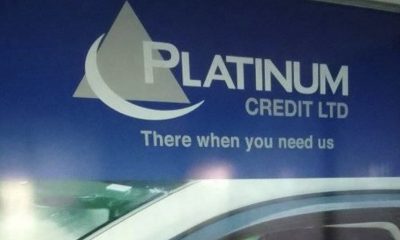 PLATINUM
CREDIT LTD
There when you need us